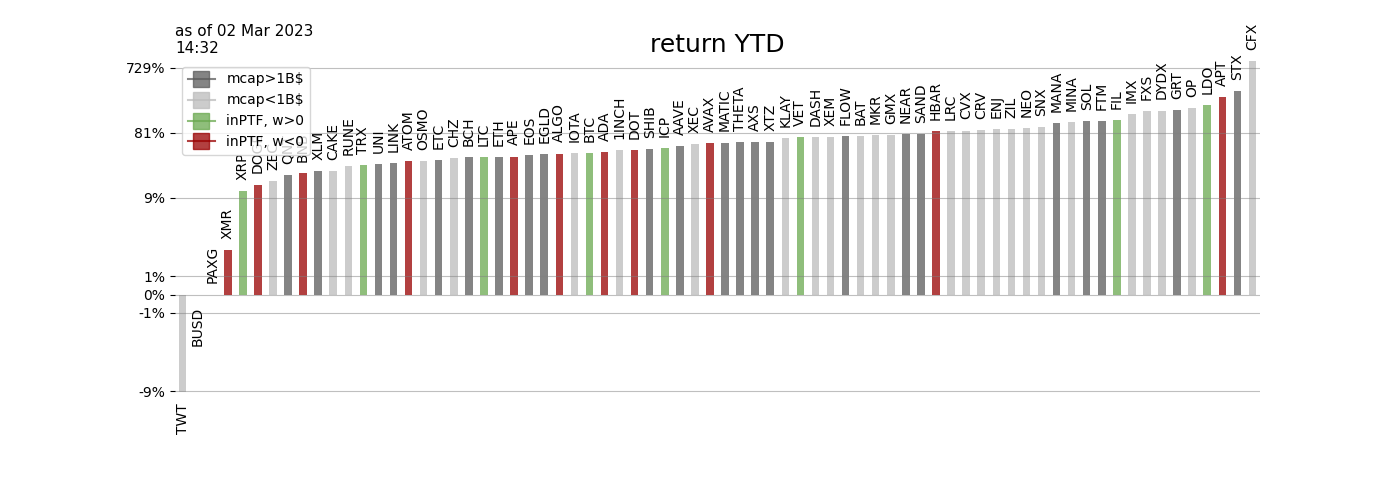 as of 02 Mar 2023
14:32
return YTD
729%
81%
9%
1%
0%
-1%
-9%
mcap>1B$
mcap<1B$
inPTF, w>0
inPTF, w<0
TWT
BUSD
PAXG
XMR
XRP
XLM
CAKE
RUNE
TRX
UNI
LINK
ATOM
OSMO
ETC
CHZ
BCH
LTC
ETH
APE
EOS
EGLD
ALGO
IOTA
BTC
ADA
1INCH
DOT
SHIB
ICP
AAVE
XEC
AVAX
MATIC
THETA
AXS
XTZ
KLAY
VET
DASH
XEM
FLOW
BAT
MKR
GMX
NEAR
SAND
HBAR
LRC
CVX
CRV
ENJ
ZIL
NEO
SNX
MANA
MINA
SOL
FTM
FIL
IMX
FXS
DYDX
GRT
OP
LDO
APT
STX
CFX